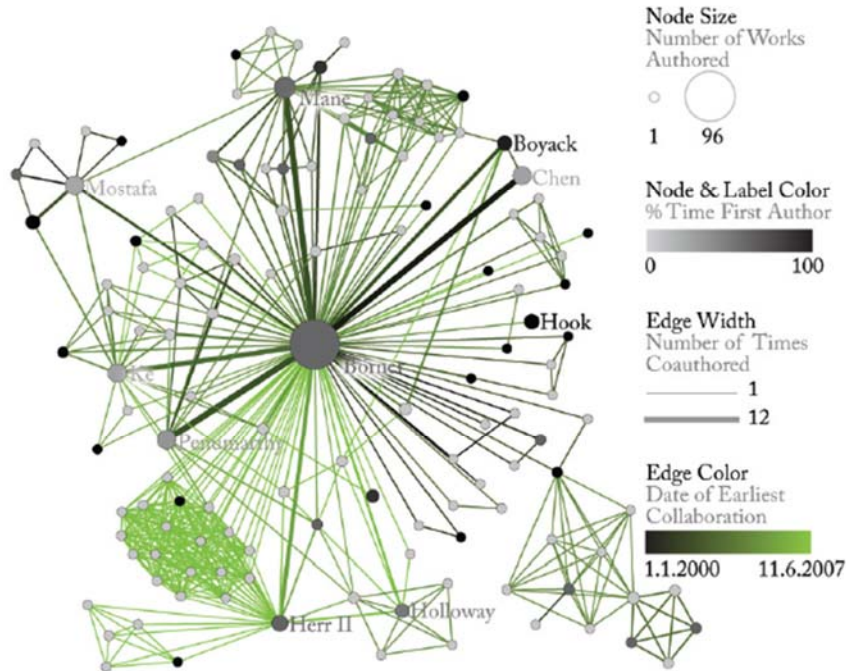 Node Size
Number of Works
Authored
1 96
Node & Label Color
% Time First Author
0 100
Edge Width
Number of Times
Coauthored
1
12
Edge Color
Date of Earliest
Collaboration
1.1.2000 11.6.2007
Mane
Boyack
Chen
Mostafa
Hook
Börner
Ke
Penumarthy
Holloway
Herr II